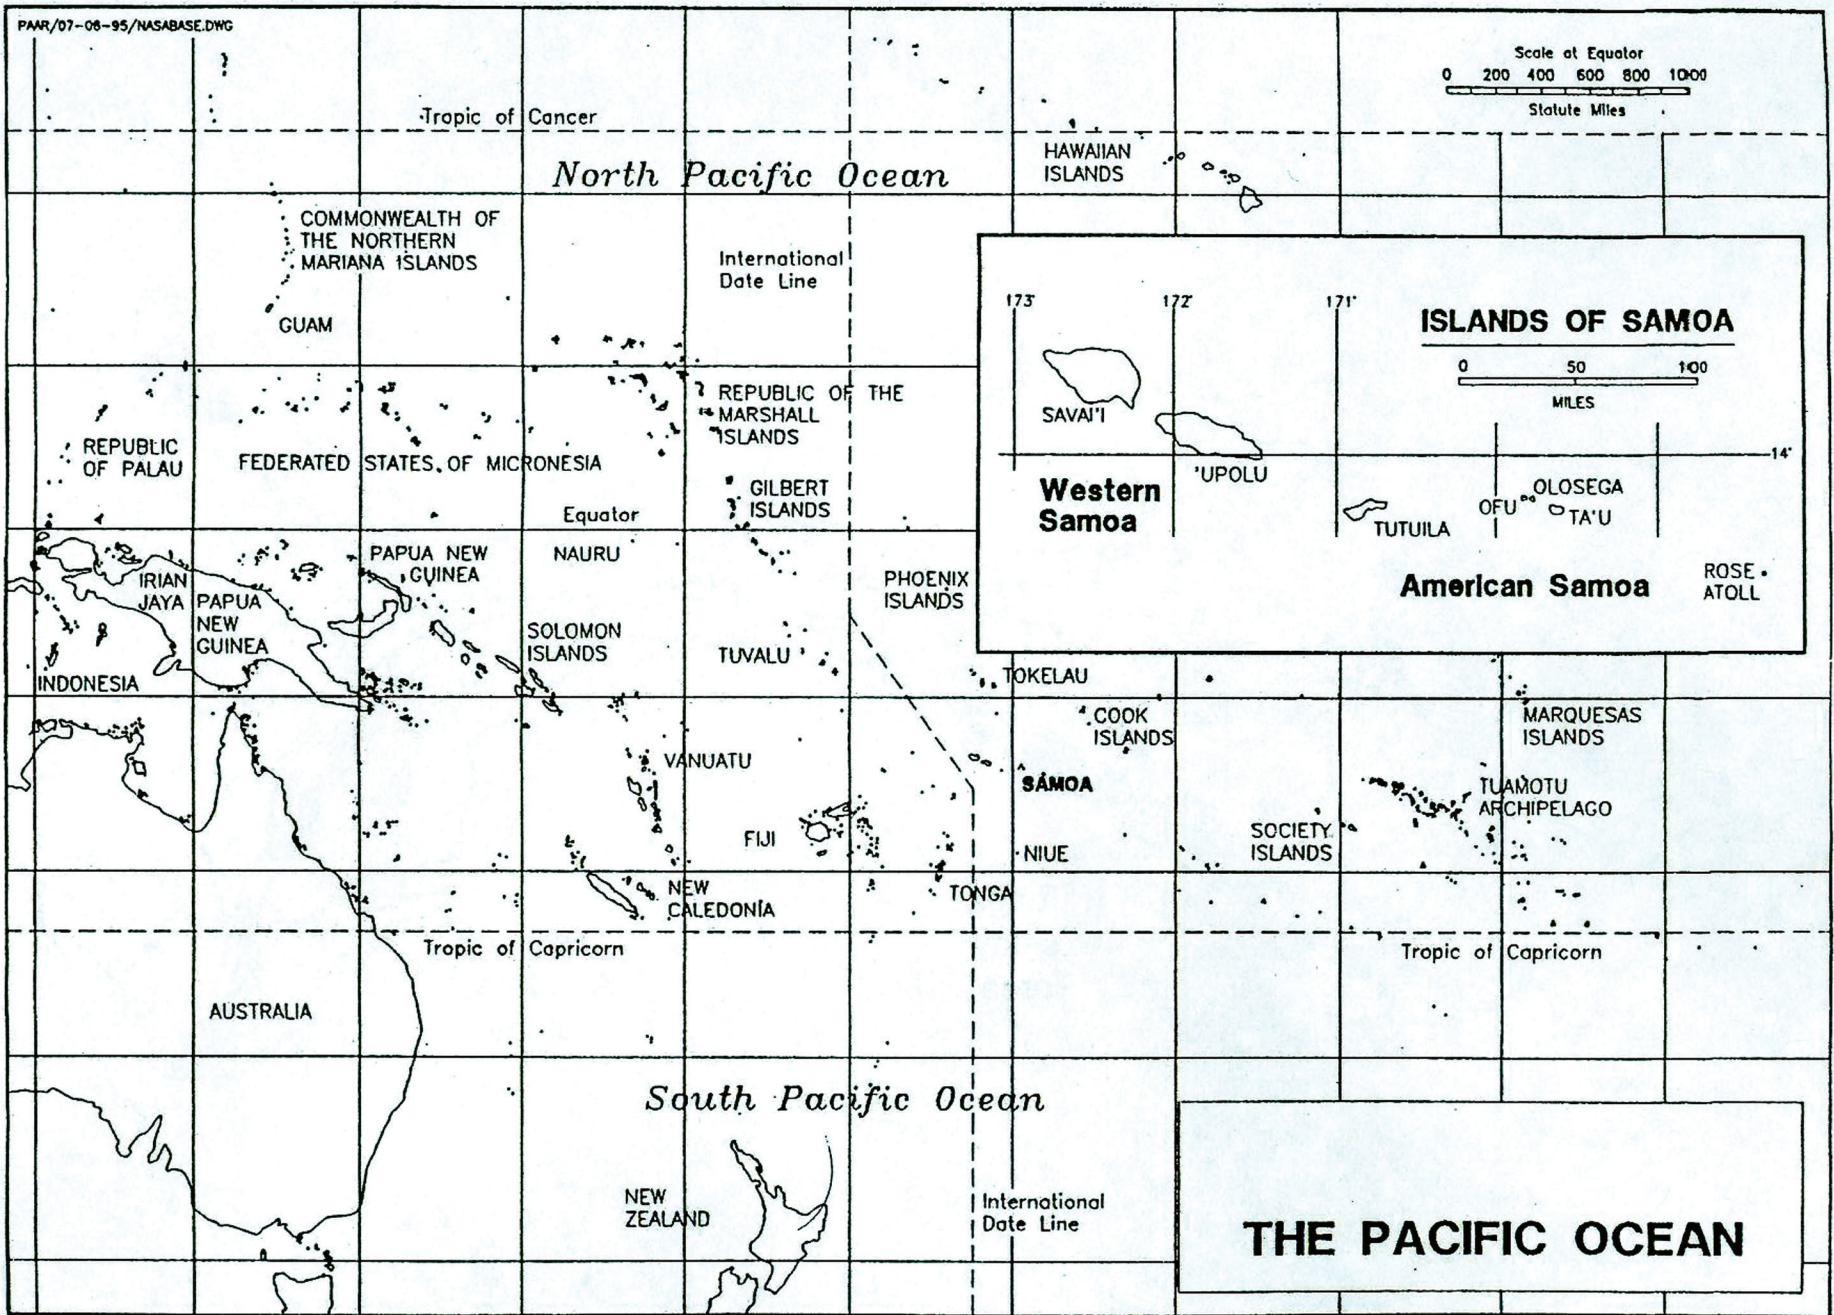 PAAR/07-06-95/NASABASE.DWG
Scale at Equator
0 200 400 600 800 1000
Statute Miles
Tropic of Cancer
North Pacific Ocean
HAWAIIAN
ISLANDS
COMMONWEALTH OF
THE NORTHERN
MARIANA ISLANDS
GUAM
International
Date Line
173°
172°
171°
ISLANDS OF SAMOA
0 50 100
MILES
SAVAI'I
'UPOLU
14°
Western
Samoa
TUTUILA
OFU
OLOSEGA
TA'U
American Samoa
ROSE
ATOLL
REPUBLIC
OF PALAU
FEDERATED STATES OF MICRONESIA
REPUBLIC OF THE
MARSHALL
ISLANDS
GILBERT
ISLANDS
Equator
NAURU
IRIAN
JAYA
PAPUA
NEW
GUINEA
PAPUA NEW
GUINEA
PHOENIX
ISLANDS
SOLOMON
ISLANDS
TUVALU
INDONESIA
TOKELAU
COOK
ISLANDS
MARQUESAS
ISLANDS
VANUATU
SAMOA
TUAMOTU
ARCHIPELAGO
FIJI
SOCIETY
ISLANDS
NIUE
NEW
CALEDONIA
TONGA
Tropic of Capricorn
Tropic of Capricorn
AUSTRALIA
South Pacific Ocean
NEW
ZEALAND
International
Date Line
THE PACIFIC OCEAN